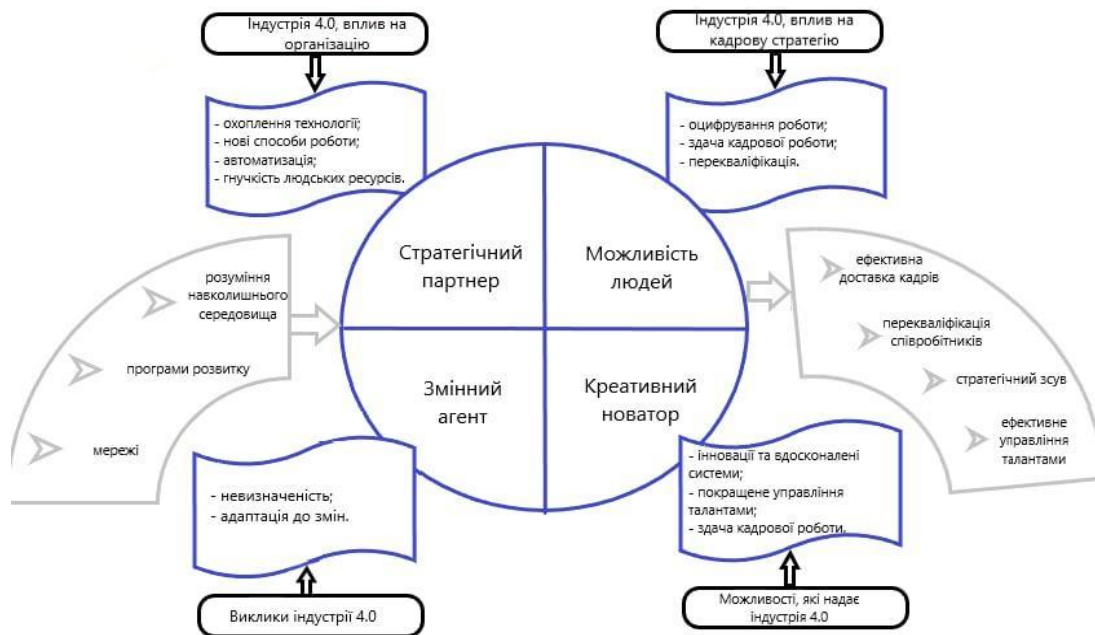 Індустрія 4.0, вплив на
організацію
Індустрія 4.0, вплив на
кадрову стратегію
- охоплення технології;
- нові способи роботи;
- автоматизація;
- гнучкість людських ресурсів.
- оцифрування роботи;
- здача кадрової роботи;
- перекваліфікація.
Стратегічний
партнер
Можливість
людей
Змінний
агент
Креативний
новатор
розуміння
навколишнього
середовища
програми розвитку
мережі
ефективна
доставка кадрів
перекваліфікація
співробітників
стратегічний зсув
ефективне
управління
талантами
- невизначеність;
- адаптація до змін.
- інновації та вдосконалені
системи;
- покращене управління
талантами;
- здача кадрової роботи.
Виклики індустрії 4.0
Можливості, які надає
індустрія 4.0